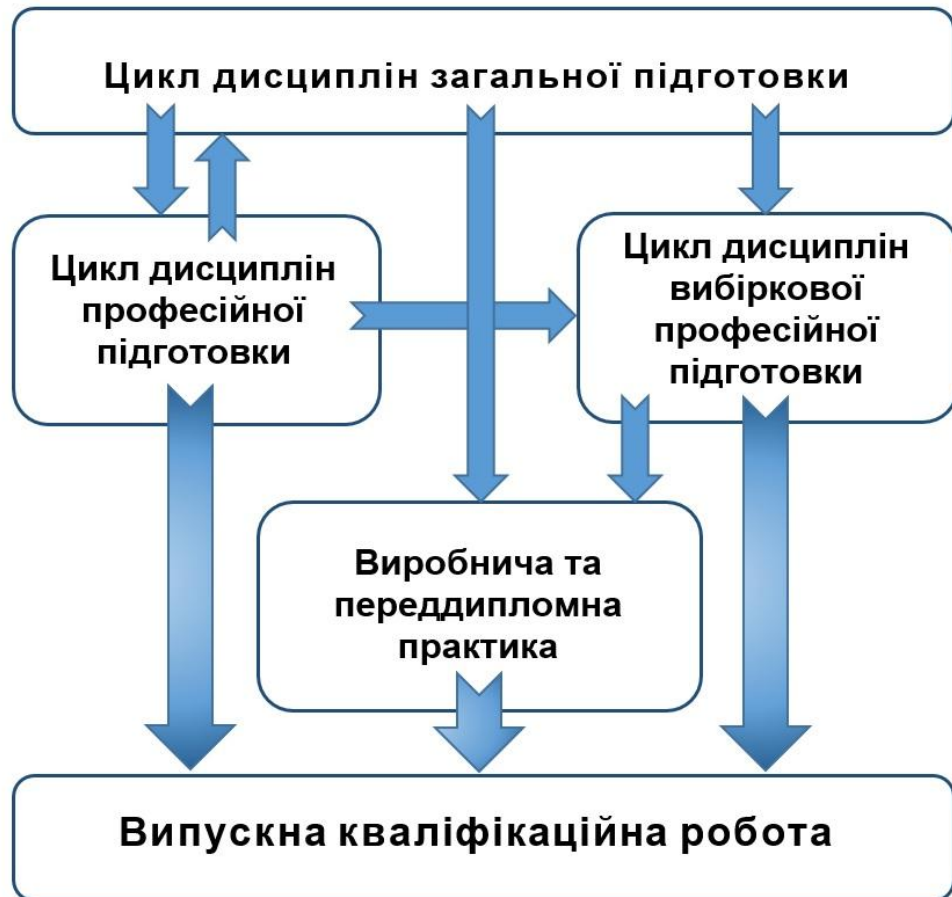 Цикл дисциплін загальної підготовки
Цикл дисциплін
професійної
підготовки
Цикл дисциплін
вибіркової
професійної
підготовки
Виробнича та
переддипломна
практика
Випускна кваліфікаційна робота